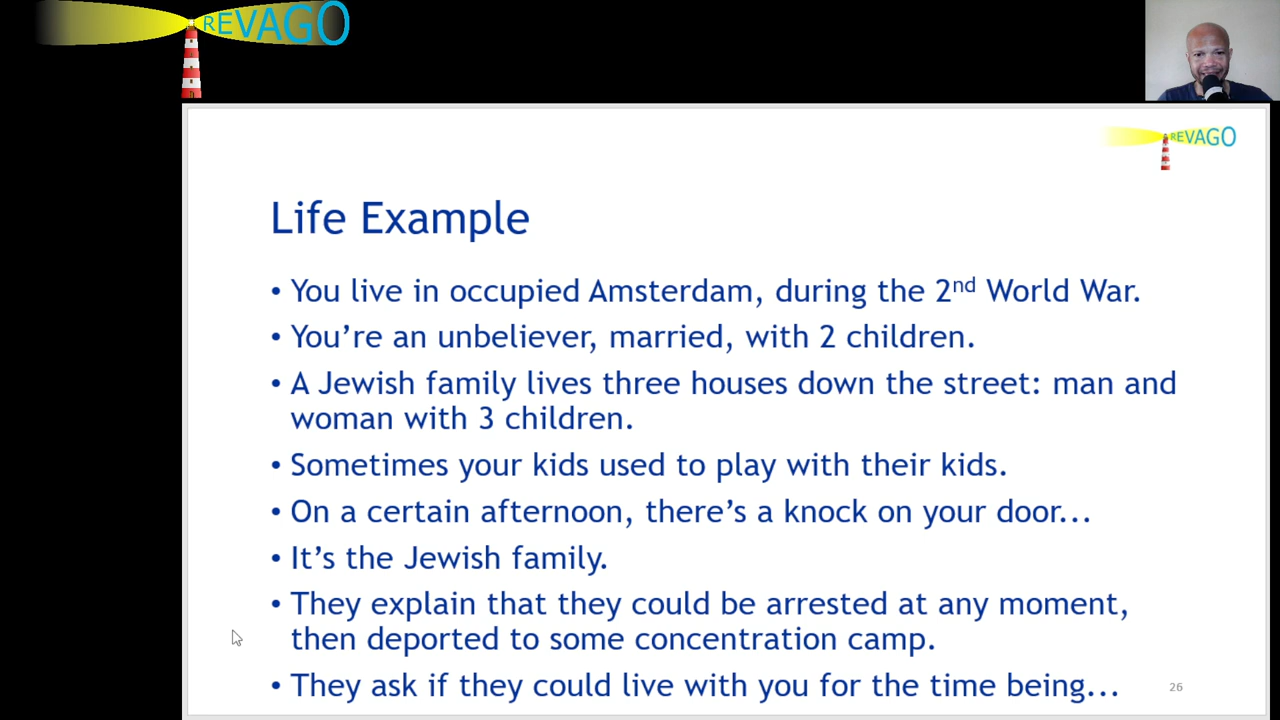 REVAGO
REVAGO
Life Example
• You live in occupied Amsterdam, during the 2nd World War.
• You’re an unbeliever, married, with 2 children.
• A Jewish family lives three houses down the street: man and
woman with 3 children.
• Sometimes your kids used to play with their kids.
• On a certain afternoon, there’s a knock on your door...
• It’s the Jewish family.
• They explain that they could be arrested at any moment,
then deported to some concentration camp.
• They ask if they could live with you for the time being...
26